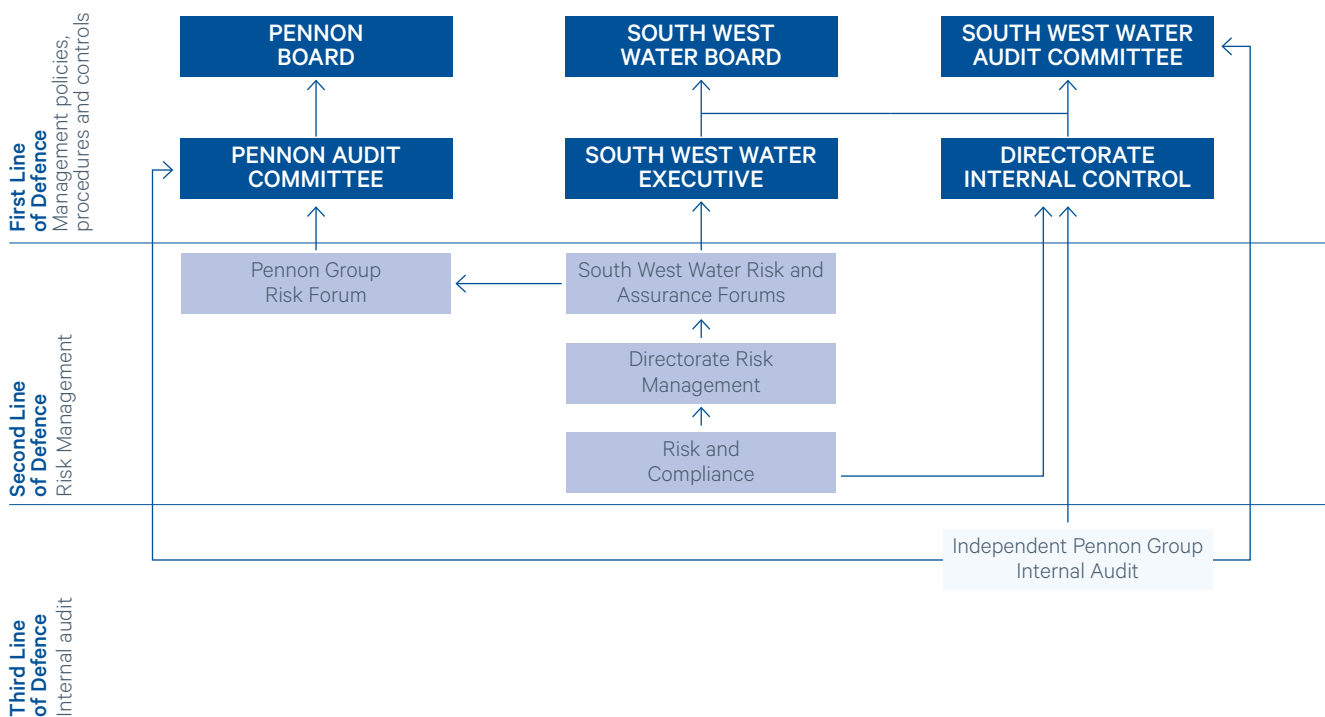 PENNON
BOARD
SOUTH WEST
WATER BOARD
SOUTH WEST WATER
AUDIT COMMITTEE
First Line
of Defence
Management policies,
procedures and controls
PENNON AUDIT
COMMITTEE
SOUTH WEST WATER
EXECUTIVE
DIRECTORATE
INTERNAL CONTROL
Second Line
of Defence
Risk Management
Pennon Group
Risk Forum
South West Water Risk and
Assurance Forums
Directorate Risk
Management
Risk and
Compliance
Third Line
of Defence
Internal audit
Independent Pennon Group
Internal Audit